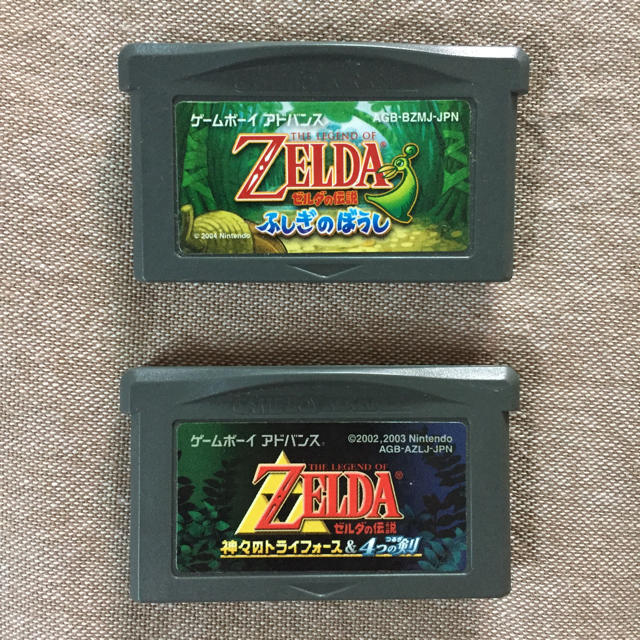 ゲームボーイ アドバンス
AGB-BZMJ-JPN
THE LEGEND OF
ZELDA
ゼルダの伝説
ふしぎのぼうし
© 2004 Nintendo
ゲームボーイ アドバンス
©2002,2003 Nintendo
AGB-AZLJ-JPN
THE LEGEND OF
ZELDA
ゼルダの伝説
つるぎ
神々のトライフォース&4つの剣